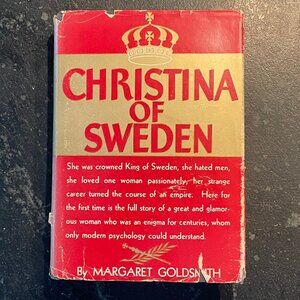 CHRISTINA
OF
SWEDEN
She was crowned King of Sweden, she hated men,
she loved one woman passionately, her strange
career turned the course of an empire. Here for
the first time is the full story of a great and glamor-
ous woman who was an enigma for centuries, whom
only modern psychology could understand.
By MARGARET GOLDSMITH